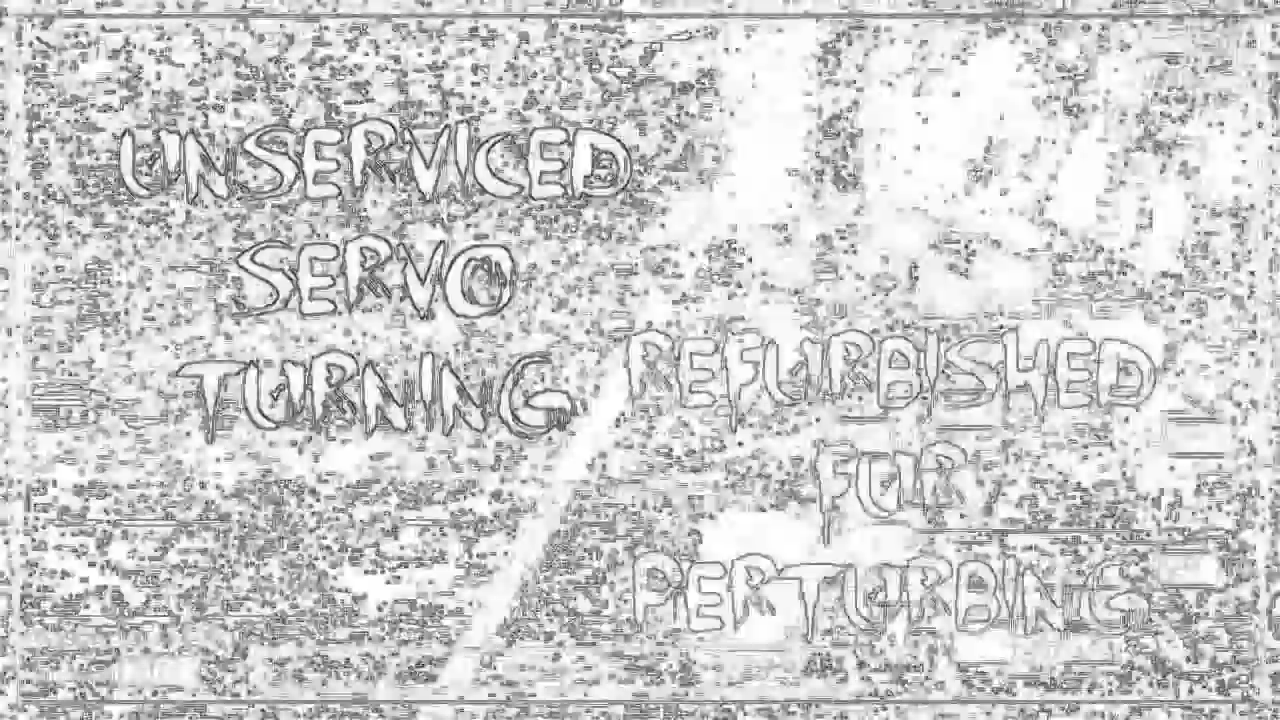 UNSERVICED
SERVO
TURNING
REFURBISHED
FUR
PERTURBING